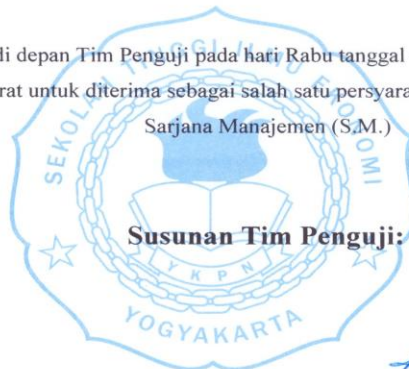 di depan Tim Penguji pada hari Rabu tanggal
rat untuk diterima sebagai salah satu persyara
Sarjana Manajemen (S.M.)
SEKOLAH TINGGI ILMU EKONOMI
Susunan Tim Penguji:
YKPN
YOGYAKARTA